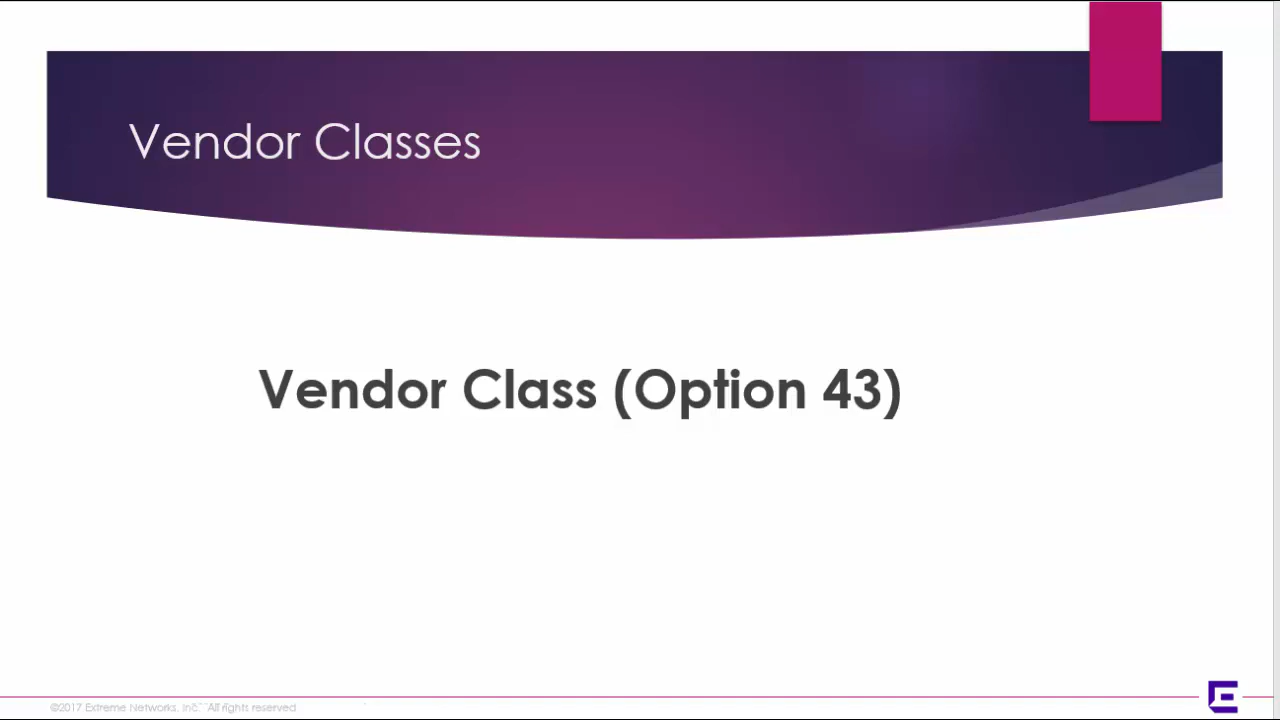 Vendor Classes
Vendor Class (Option 43)
©2017 Extreme Networks, Inc. All rights reserved